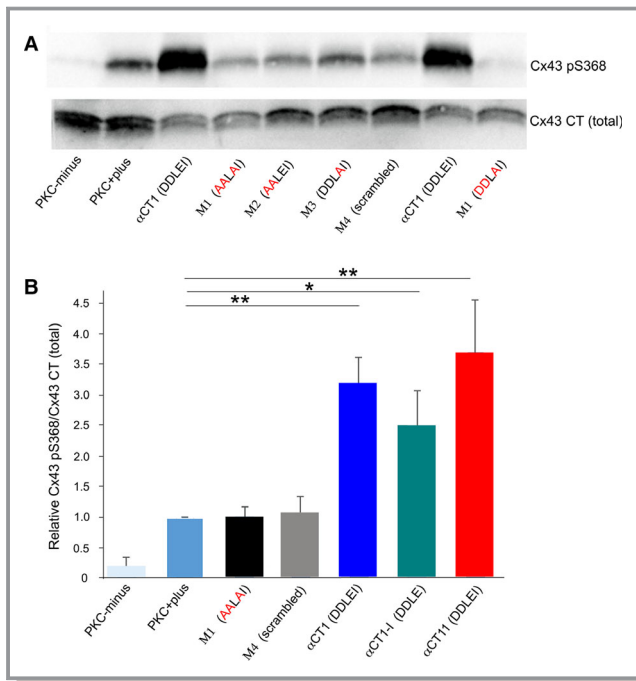 A
Cx43 pS368
Cx43 CT (total)
PKC-minus
PKC+plus
αCT1 (DDLEI)
M1 (AALAI)
M2 (AALEI)
M3 (DDLAI)
M4 (scrambled)
αCT1 (DDLEI)
M1 (DDLAI)
B
**
*
**
Relative Cx43 pS368/Cx43 CT (total)
4.5
4.0
3.5
3.0
2.5
2.0
1.5
1.0
0.5
0
PKC-minus
PKC+plus
M1 (AALAI)
M4 (scrambled)
αCT1 (DDLEI)
αCT1-I (DDLE)
αCT11 (DDLEI)